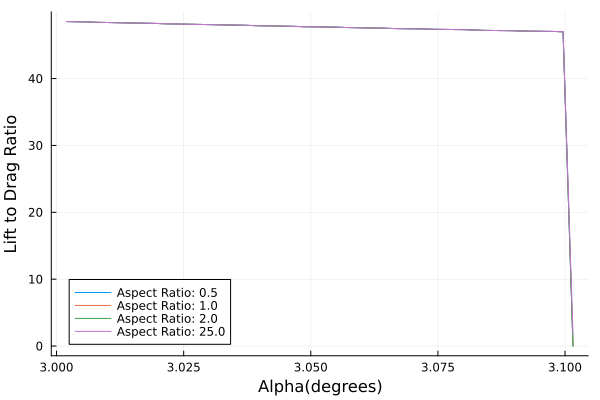 Lift to Drag Ratio
40
30
20
10
0
Aspect Ratio: 0.5
Aspect Ratio: 1.0
Aspect Ratio: 2.0
Aspect Ratio: 25.0
3.000 3.025 3.050 3.075 3.100
Alpha(degrees)